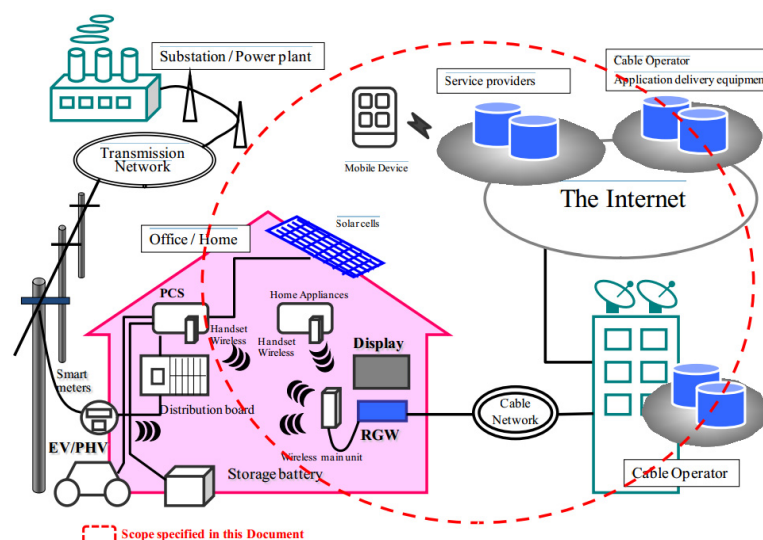 Substation / Power plant
Cable Operator
Application delivery equipment
Service providers
Transmission
Network
Mobile Device
The Internet
Office / Home
Solar cells
PCS
Home Appliances
Handset
Wireless
Handset
Wireless
Display
Smart
meters
Distribution board
Cable
Network
RGW
EV/PHV
Wireless main unit
Storage battery
Cable Operator
Scope specified in this Document